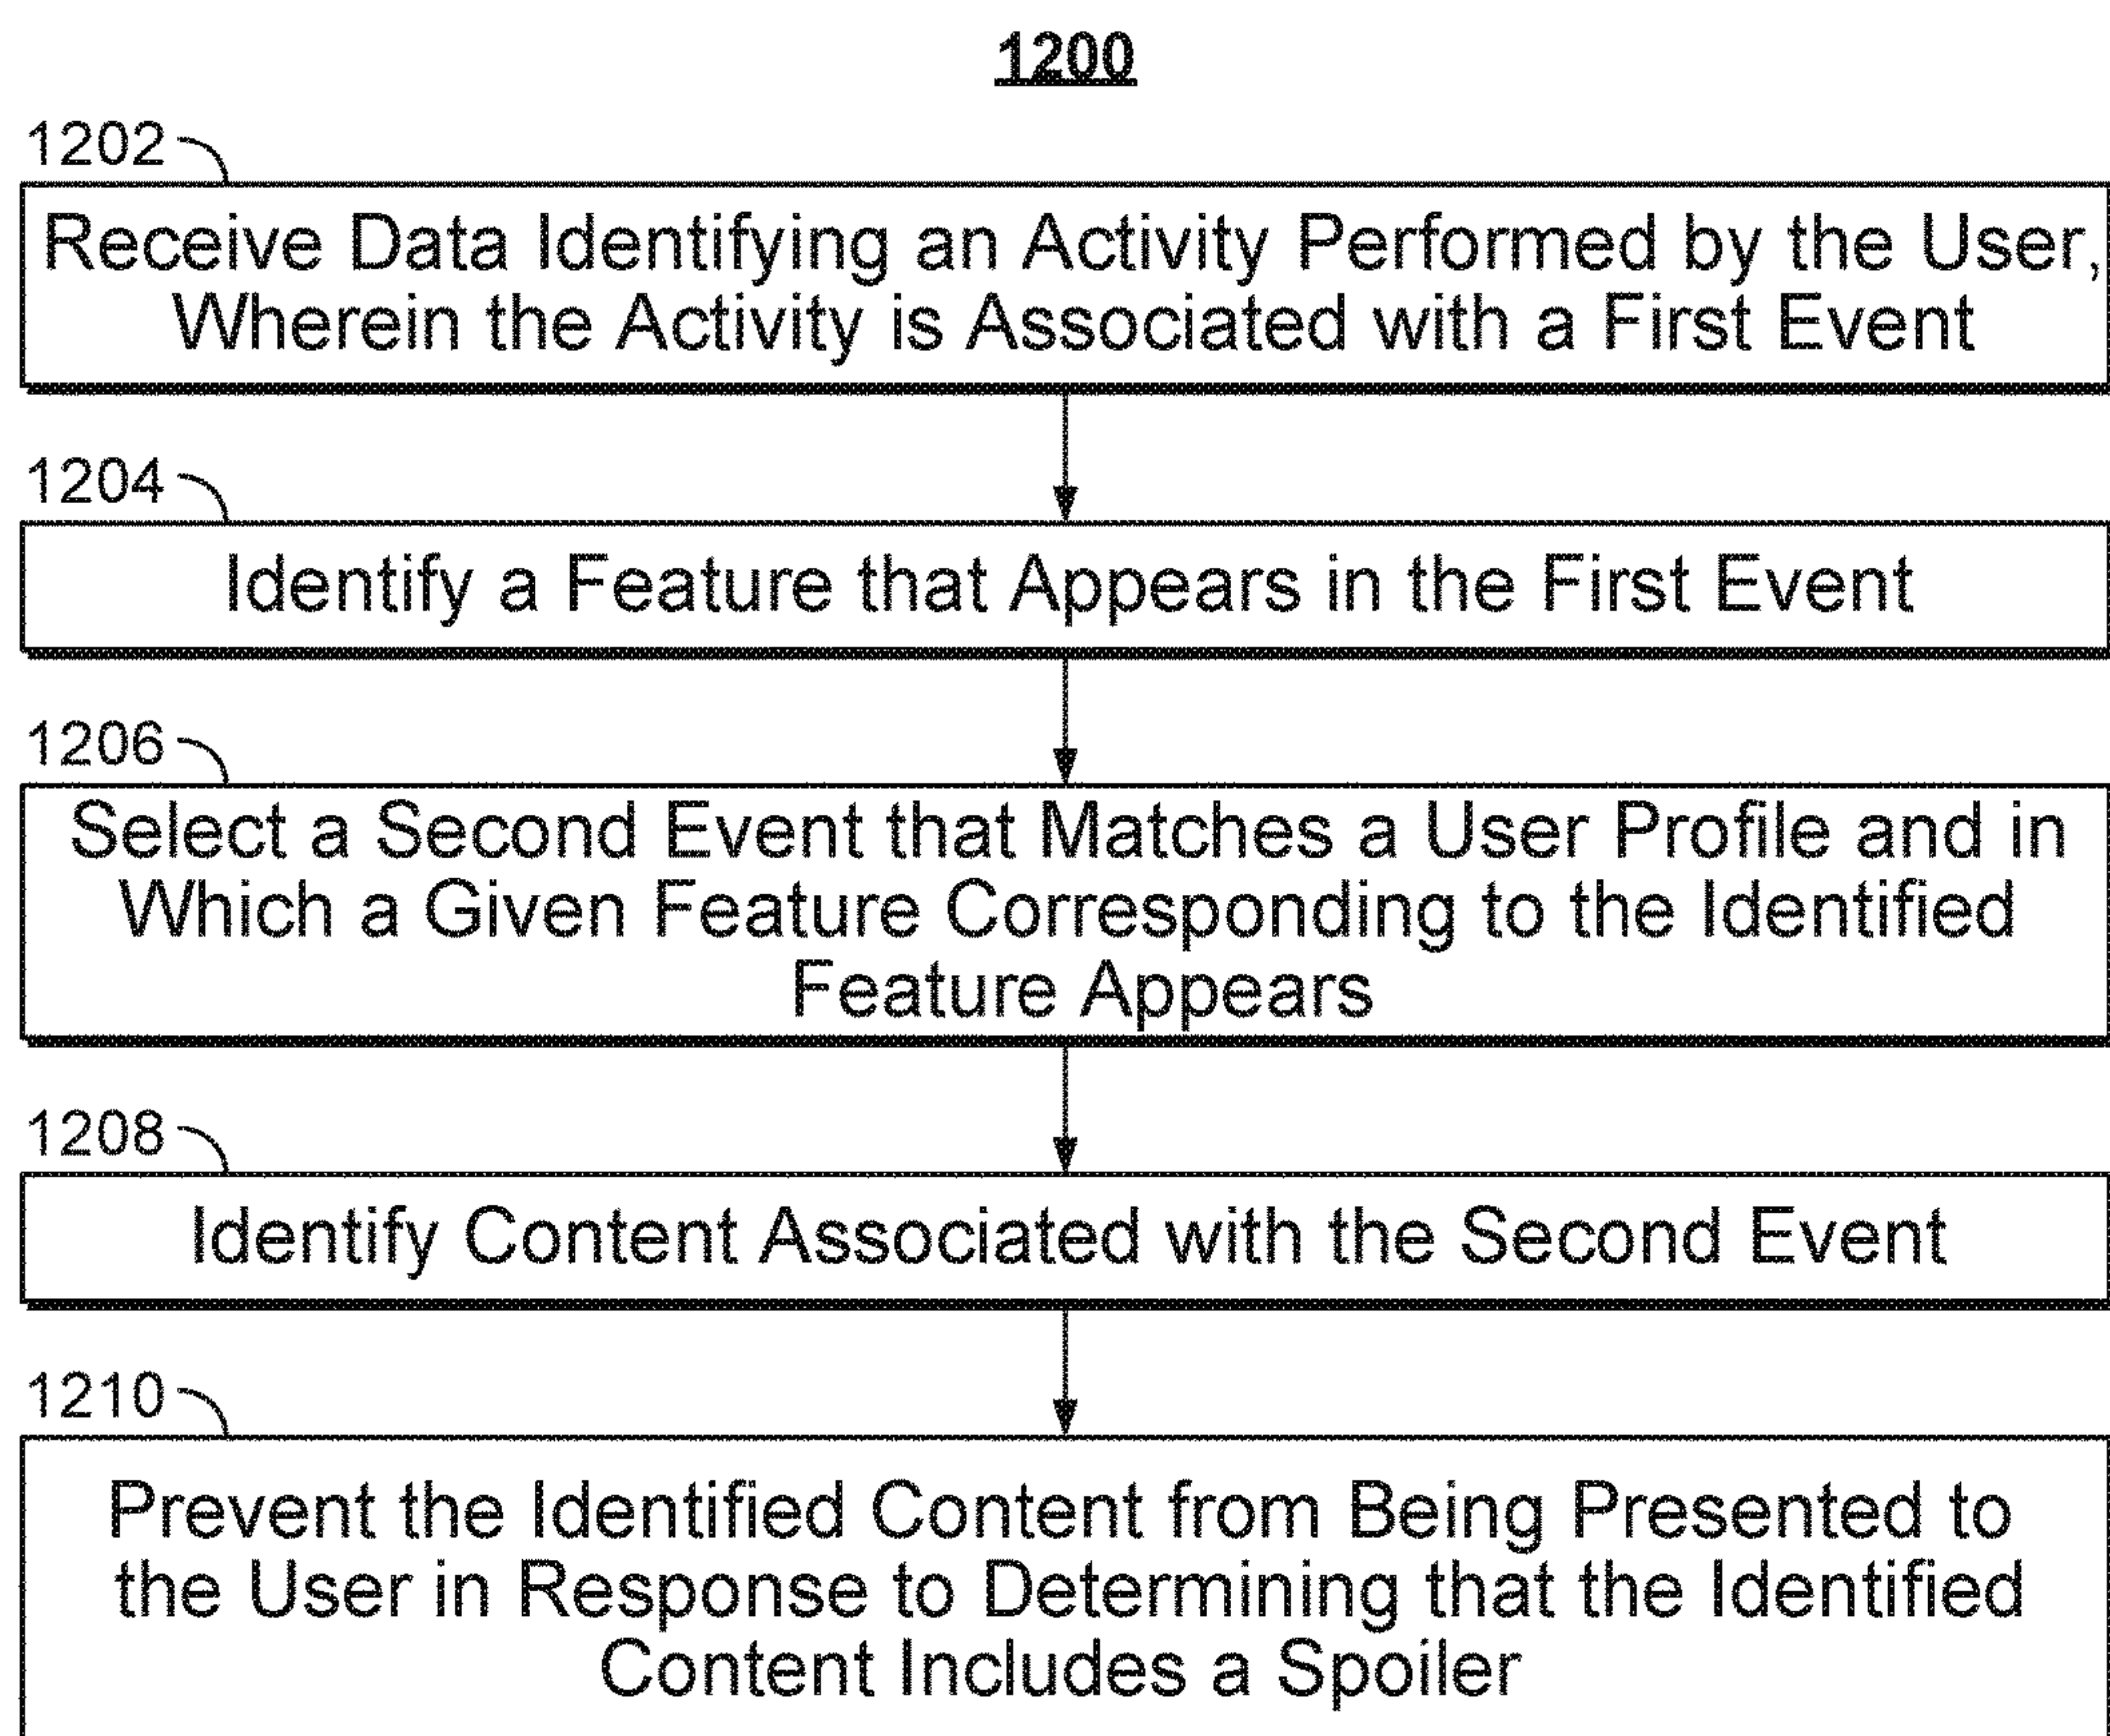 1200
1202
Receive Data Identifying an Activity Performed by the User,
Wherein the Activity is Associated with a First Event
1204
Identify a Feature that Appears in the First Event
1206
Select a Second Event that Matches a User Profile and in
Which a Given Feature Corresponding to the Identified
Feature Appears
1208
Identify Content Associated with the Second Event
1210
Prevent the Identified Content from Being Presented to
the User in Response to Determining that the Identified
Content Includes a Spoiler